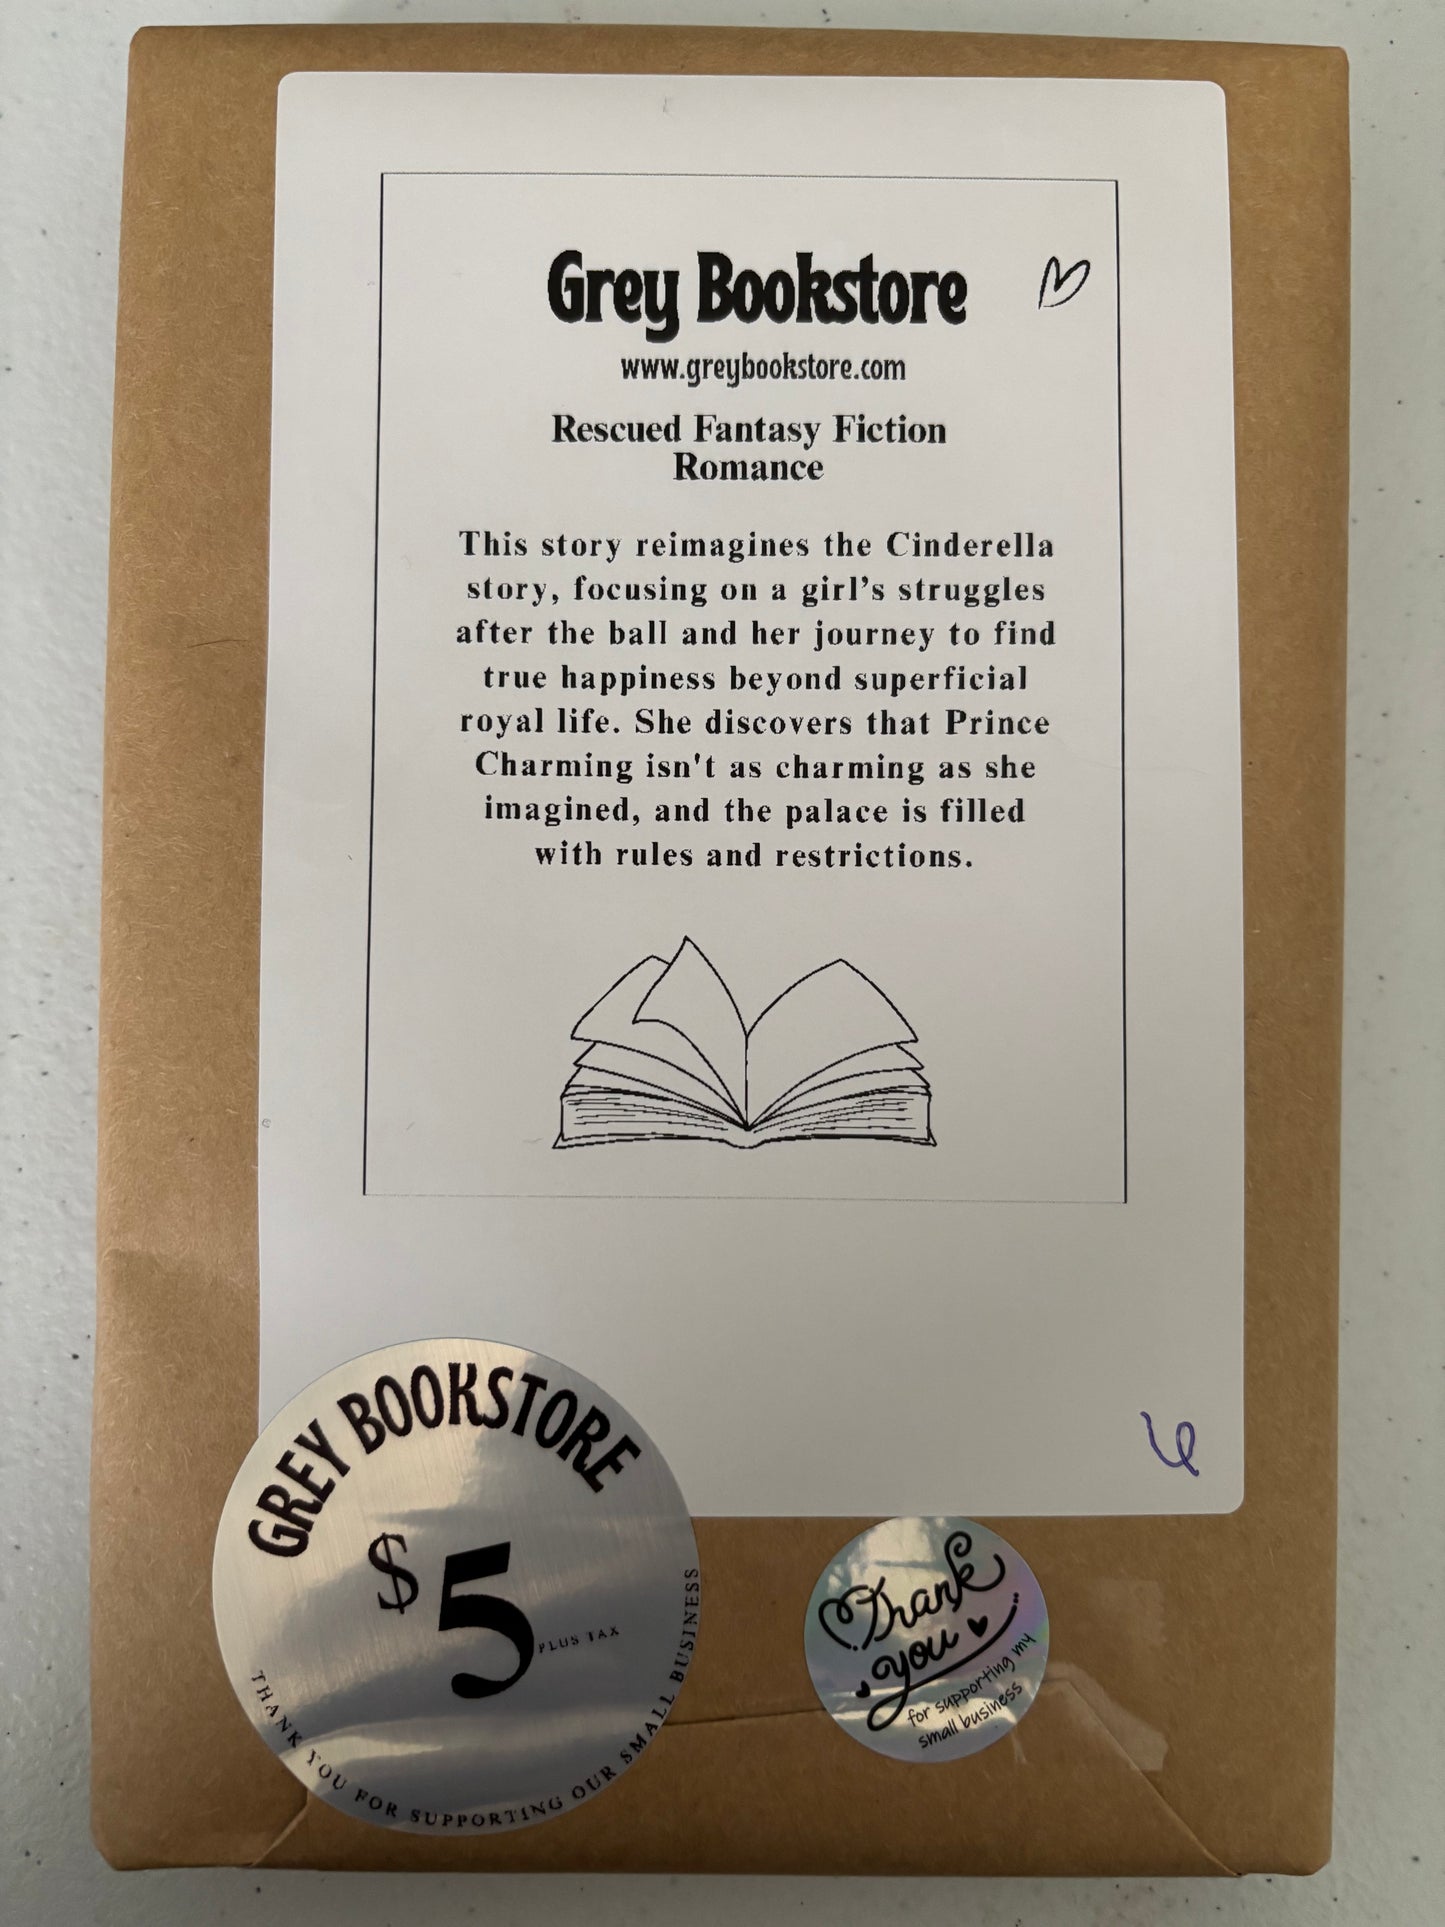 Grey Bookstore
www.greybookstore.com
Rescued Fantasy Fiction
Romance
This story reimagines the Cinderella
story, focusing on a girl’s struggles
after the ball and her journey to find
true happiness beyond superficial
royal life. She discovers that Prince
Charming isn't as charming as she
imagined, and the palace is filled
with rules and restrictions.
GREY BOOKSTORE
$5
PLUS TAX
THANK YOU FOR SUPPORTING OUR SMALL BUSINESS
Thank
you
for supporting my
small business